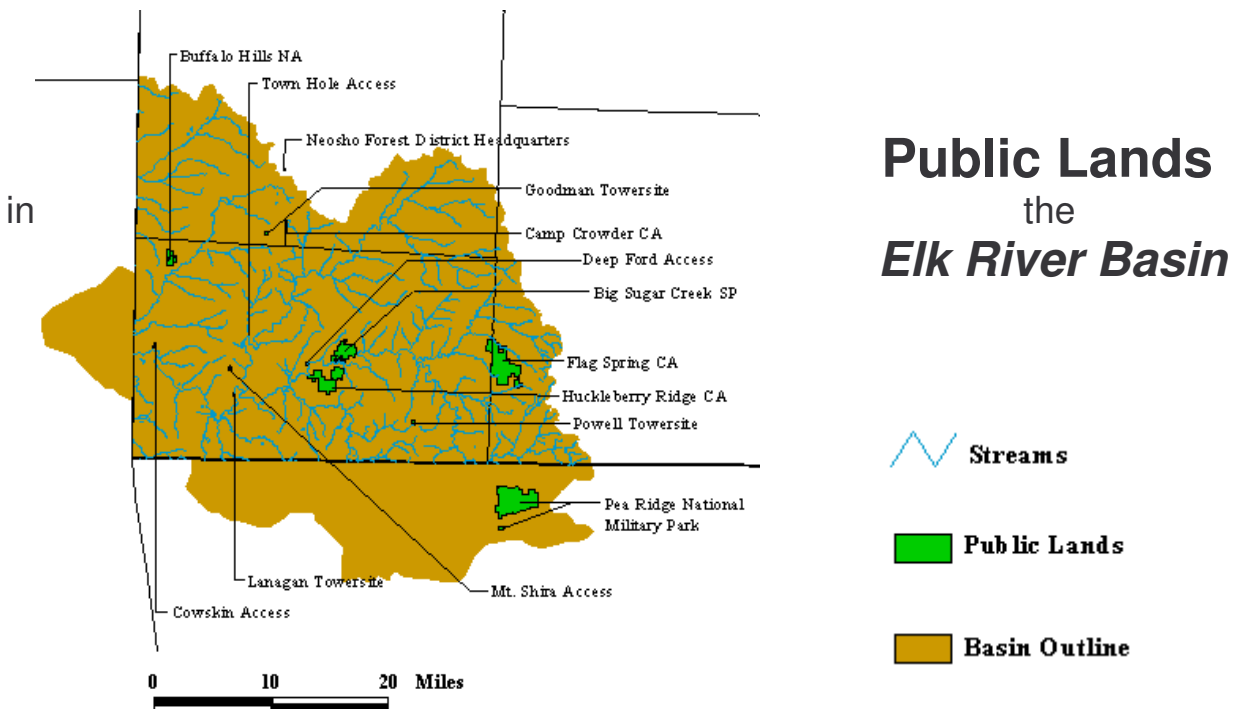 Public Lands
in the
Elk River Basin
Buffalo Hills NA
Town Hole Access
Neosho Forest District Headquarters
Goodman Towersite
Camp Crowder CA
Deep Ford Access
Big Sugar Creek SP
Flag Spring CA
Huckleberry Ridge CA
Powell Towersite
Pea Ridge National
Military Park
Mt. Shira Access
Lanagan Towersite
Cowskin Access
Streams
Public Lands
Basin Outline
0 10 20 Miles